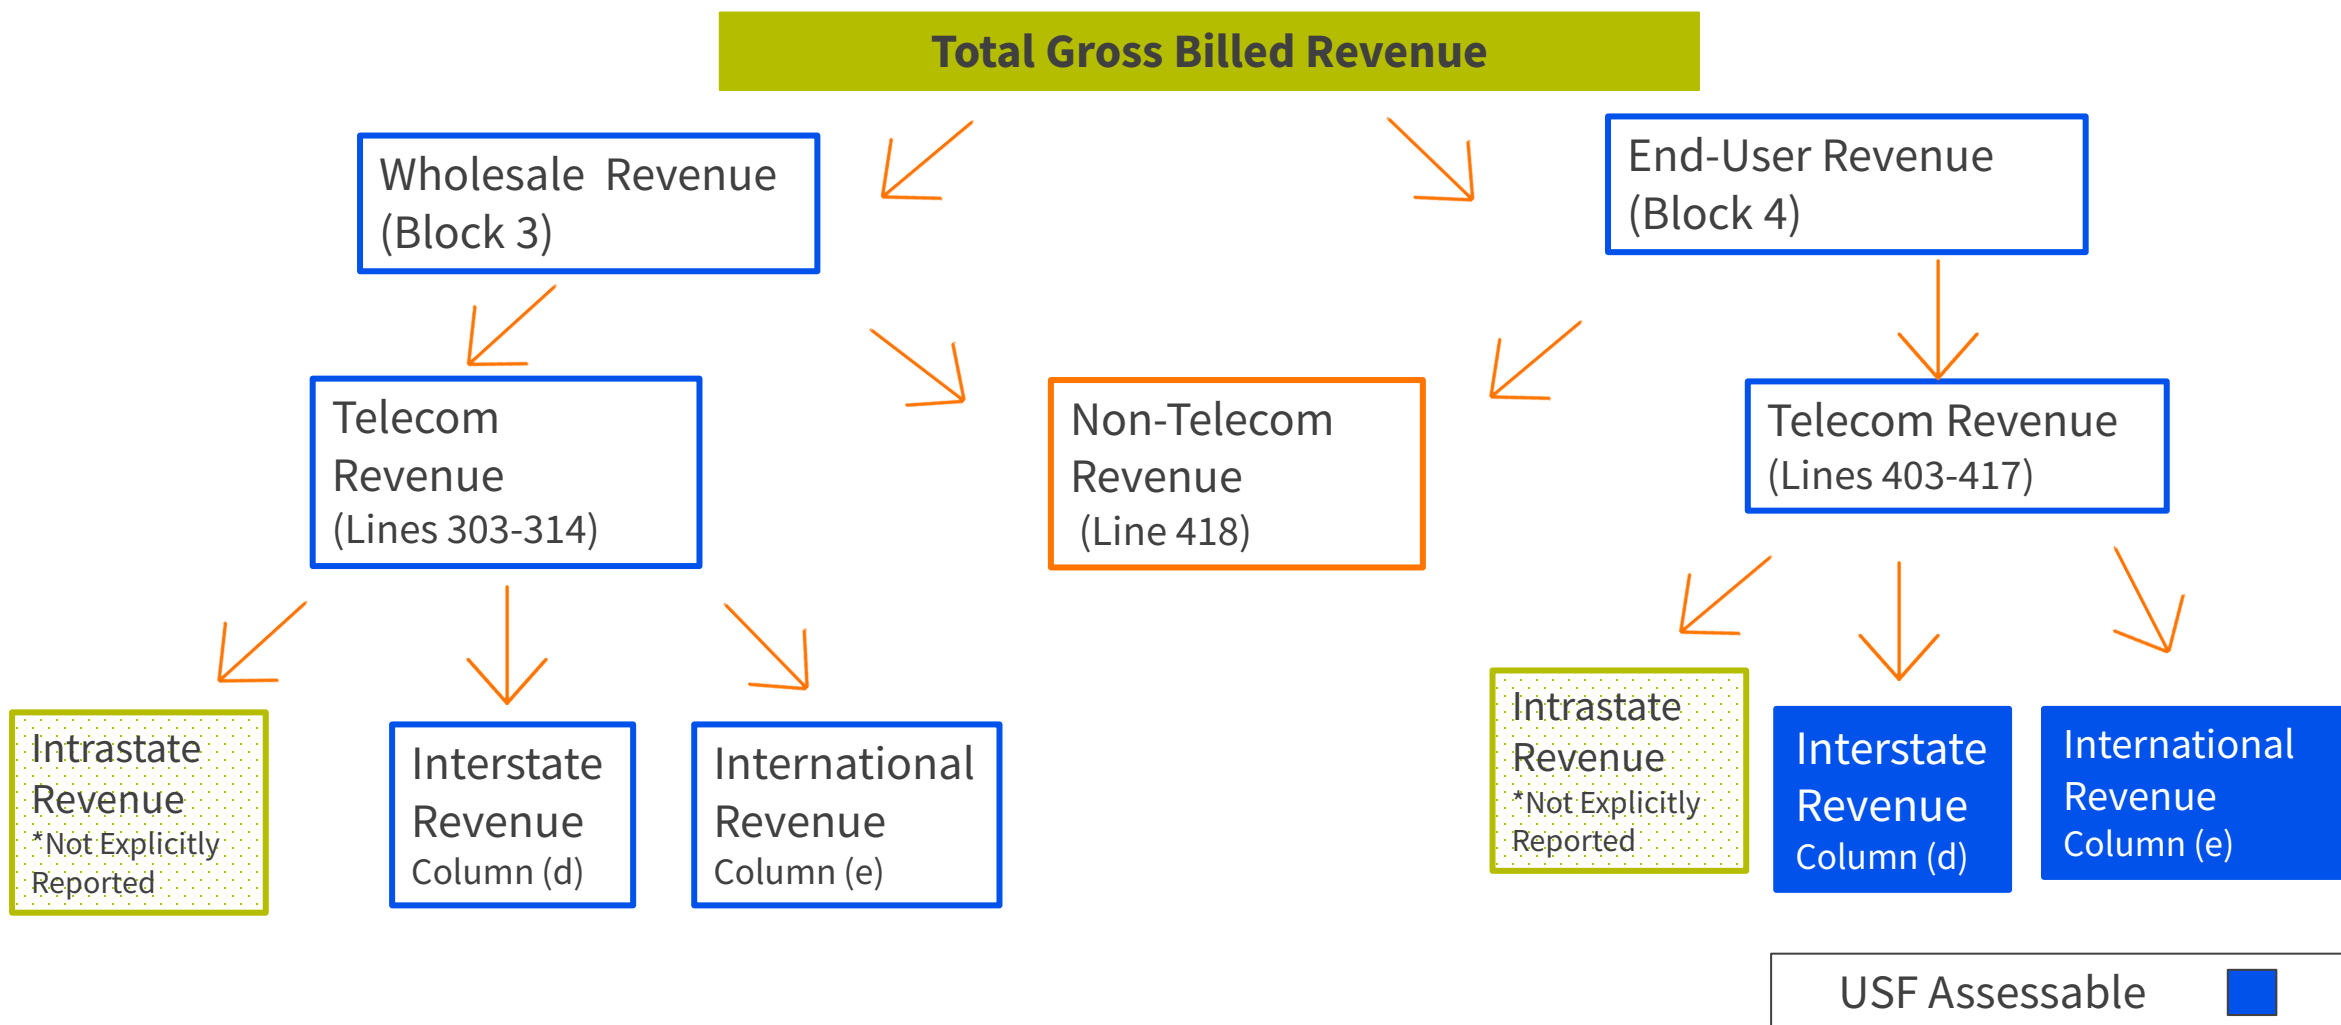 Total Gross Billed Revenue
Wholesale Revenue
(Block 3)
End-User Revenue
(Block 4)
Telecom
Revenue
(Lines 303-314)
Non-Telecom
Revenue
(Line 418)
Telecom Revenue
(Lines 403-417)
Intrastate
Revenue
*Not Explicitly
Reported
Interstate
Revenue
Column (d)
International
Revenue
Column (e)
Intrastate
Revenue
*Not Explicitly
Reported
Interstate
Revenue
Column (d)
International
Revenue
Column (e)
USF Assessable